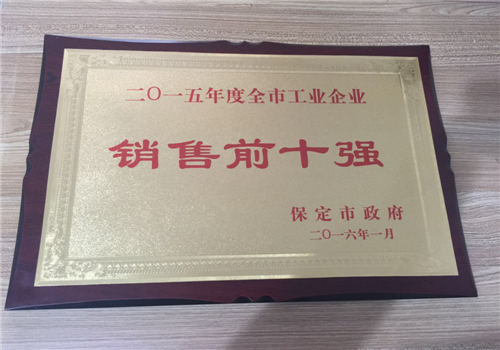 二〇一五年度全市工业企业
销售前十强
保定市政府
二〇一六年一月